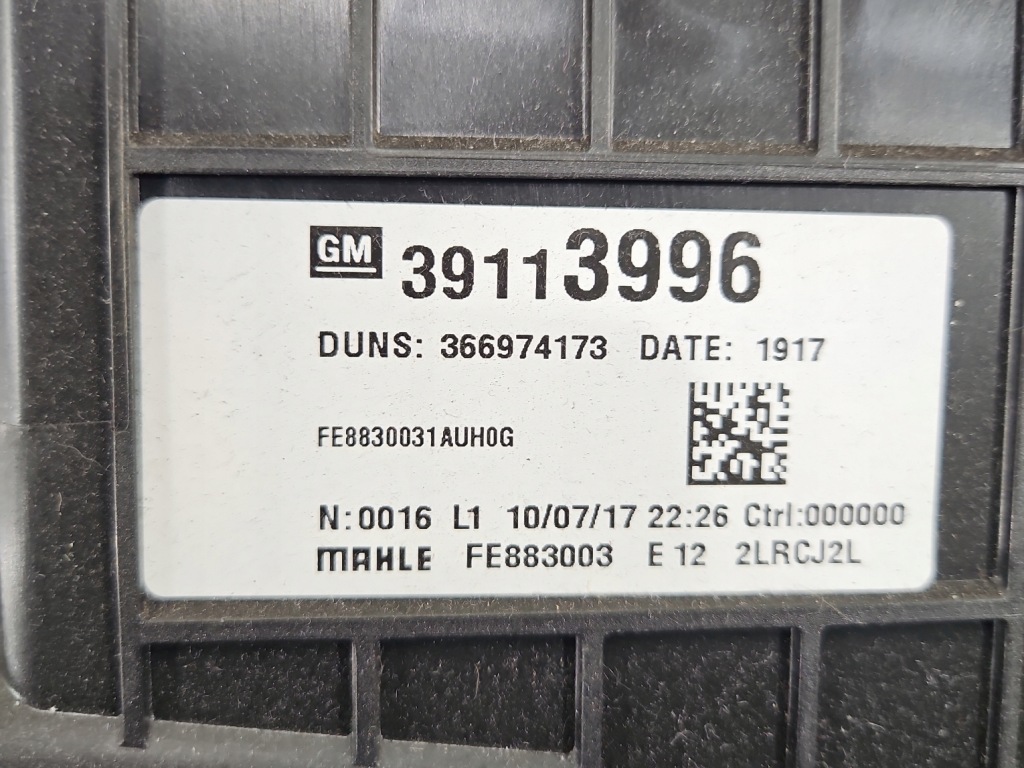 GM 39113996
DUNS: 366974173 DATE: 1917
FE8830031AUH0G
N:0016 L1 10/07/17 22:26 Ctrl:000000
MAHLE FE883003 E 12 2LRCJ2L